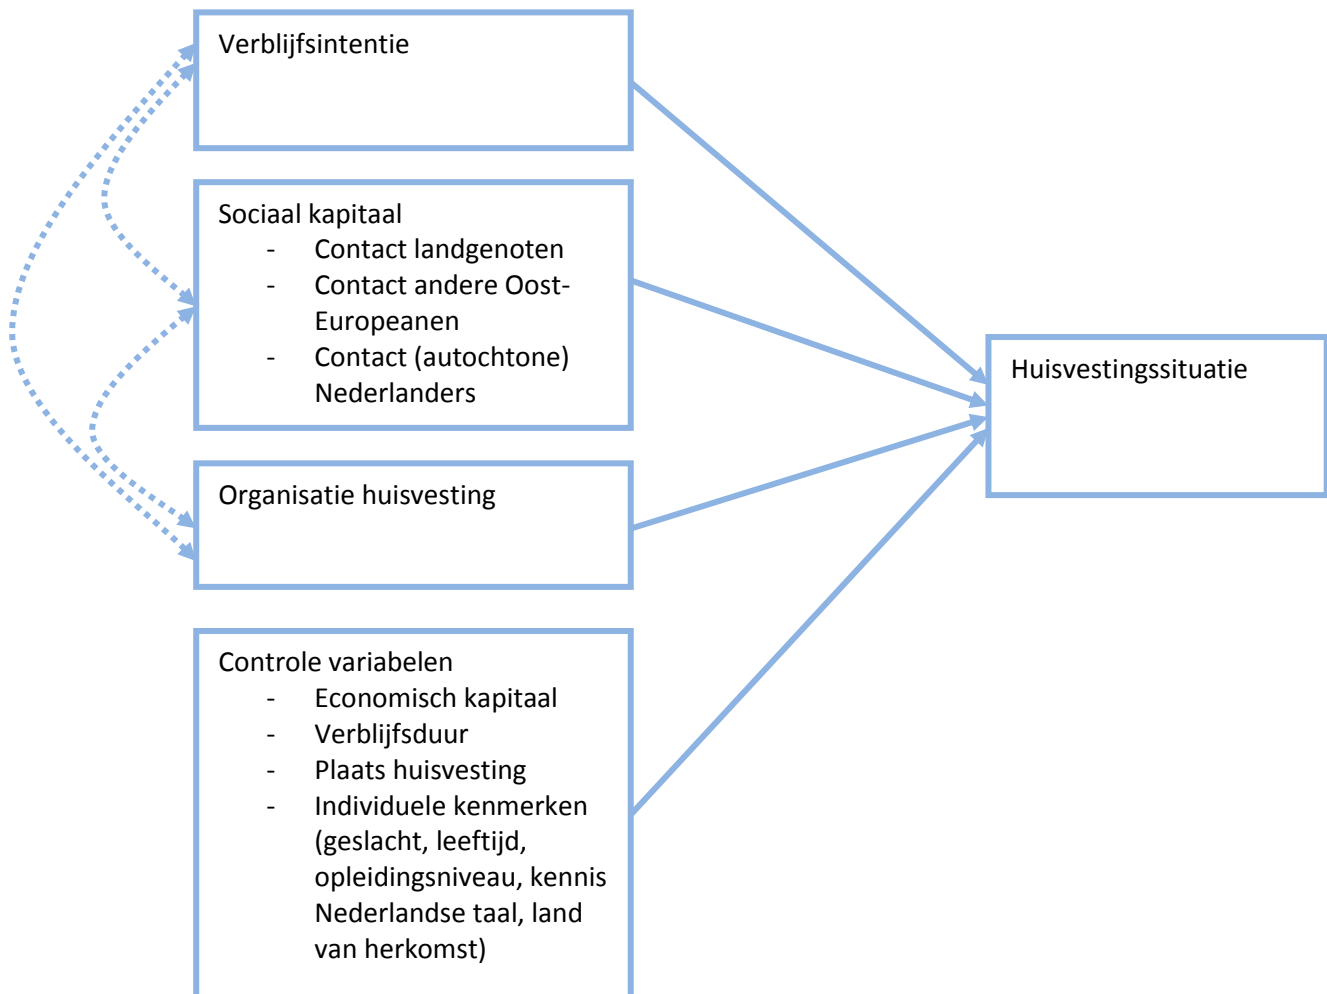 Verblijfsintentie
Sociaal kapitaal
- Contact landgenoten
- Contact andere Oost-
Europeanen
- Contact (autochtone)
Nederlanders
Huisvestingssituatie
Organisatie huisvesting
Controle variabelen
- Economisch kapitaal
- Verblijfsduur
- Plaats huisvesting
- Individuele kenmerken
(geslacht, leeftijd,
opleidingsniveau, kennis
Nederlandse taal, land
van herkomst)